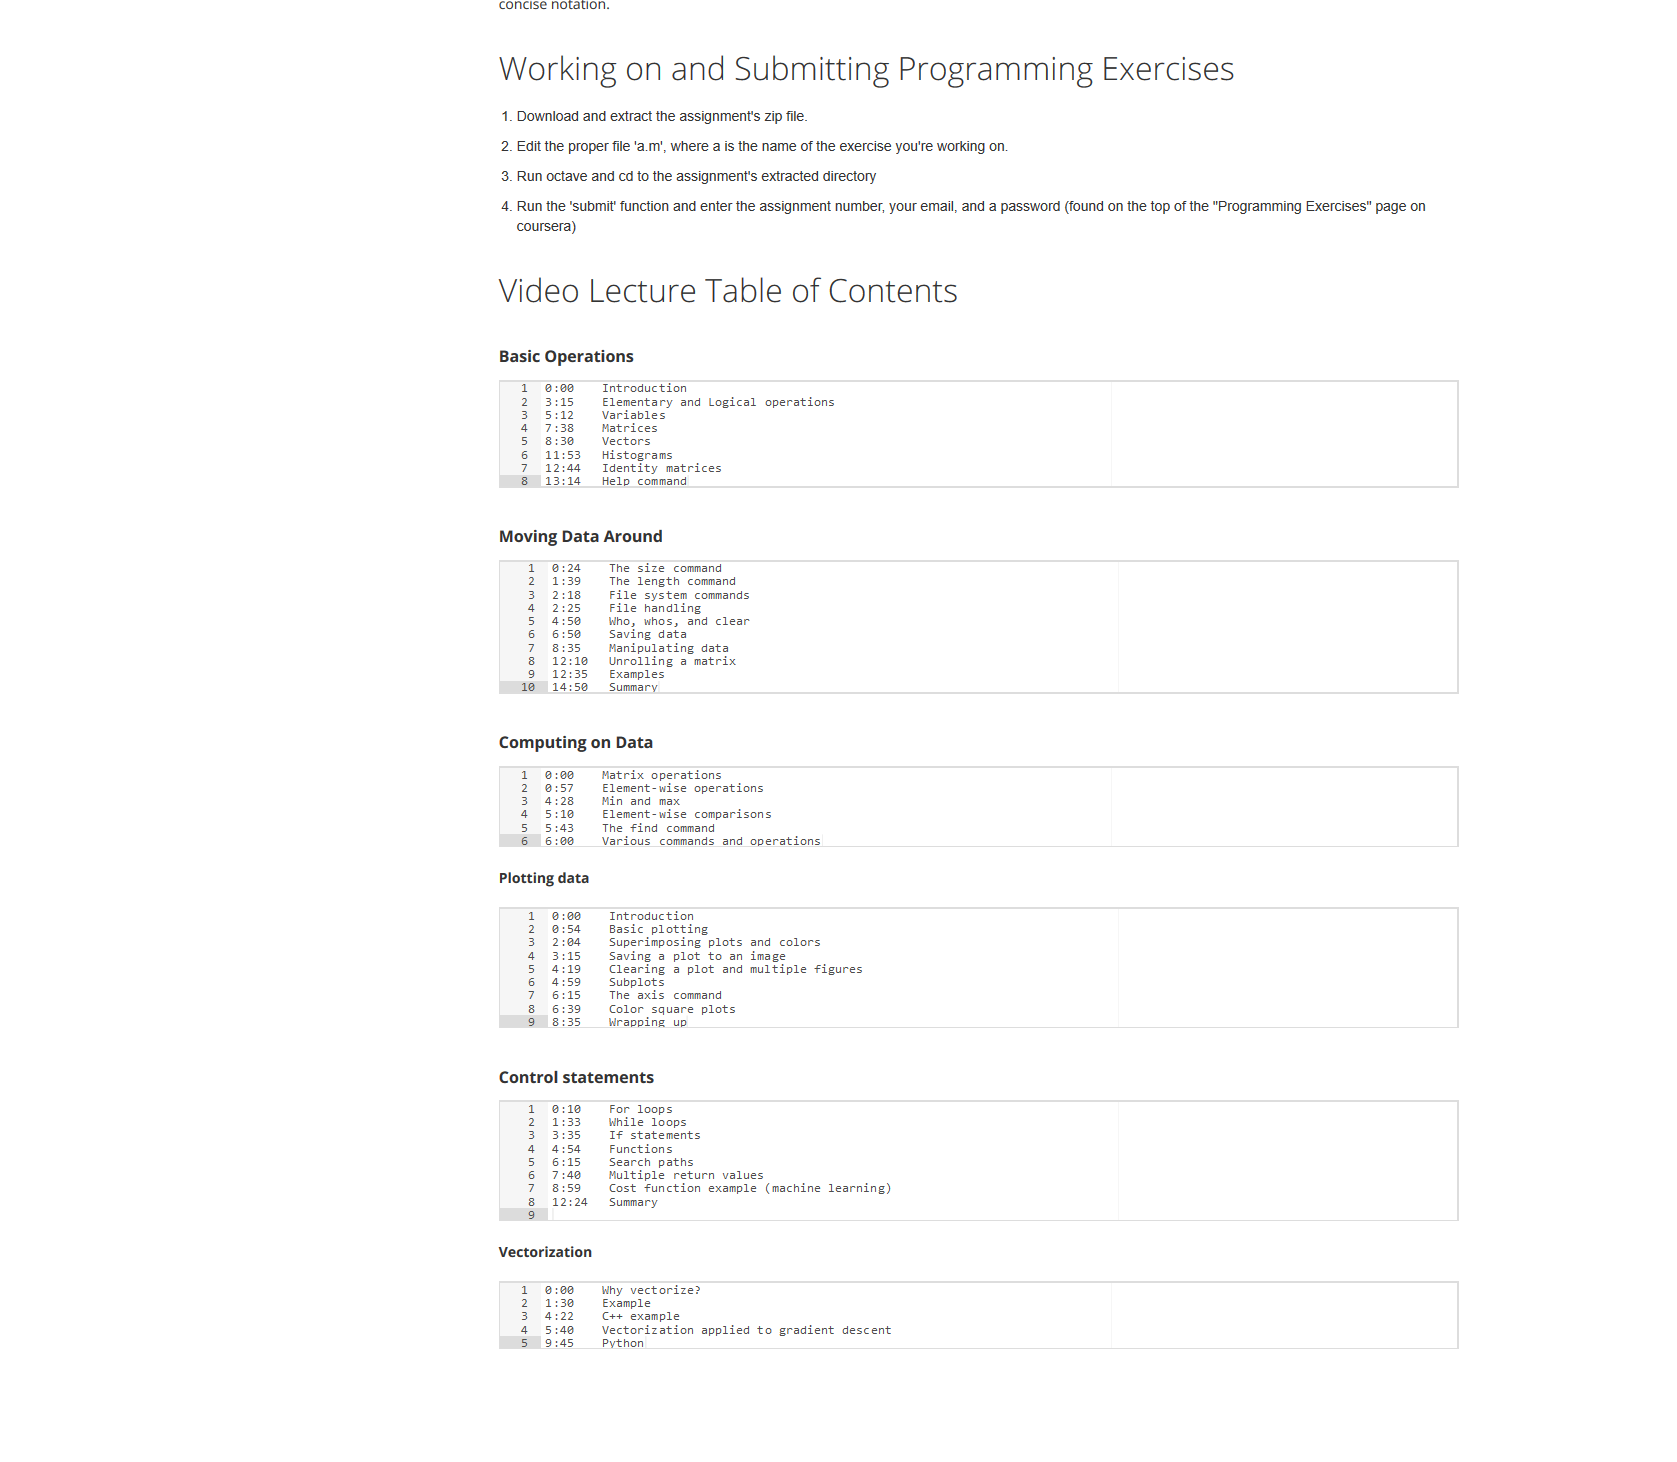 concise notation.
Working on and Submitting Programming Exercises
1. Download and extract the assignment's zip file.
2. Edit the proper file 'a.m', where a is the name of the exercise you're working on.
3. Run octave and cd to the assignment's extracted directory
4. Run the 'submit' function and enter the assignment number, your email, and a password (found on the top of the "Programming Exercises" page on
coursera)
Video Lecture Table of Contents
Basic Operations
1 0:00 Introduction
2 3:15 Elementary and Logical operations
3 5:12 Variables
4 7:38 Matrices
5 8:30 Vectors
6 11:53 Histograms
7 12:44 Identity matrices
8 13:14 Help command
Moving Data Around
1 0:24 The size command
2 1:39 The length command
3 2:18 File system commands
4 2:25 File handling
5 4:50 Who, whos, and clear
6 6:50 Saving data
7 8:35 Manipulating data
8 12:10 Unrolling a matrix
9 12:35 Examples
10 14:50 Summary
Computing on Data
1 0:00 Matrix operations
2 0:57 Element-wise operations
3 4:28 Min and max
4 5:10 Element-wise comparisons
5 5:43 The find command
6 6:00 Various commands and operations
Plotting data
1 0:00 Introduction
2 0:54 Basic plotting
3 2:04 Superimposing plots and colors
4 3:15 Saving a plot to an image
5 4:19 Clearing a plot and multiple figures
6 4:59 Subplots
7 6:15 The axis command
8 6:39 Color square plots
9 8:35 Wrapping up
Control statements
1 0:10 For loops
2 1:33 While loops
3 3:35 If statements
4 4:54 Functions
5 6:15 Search paths
6 7:40 Multiple return values
7 8:59 Cost function example (machine learning)
8 12:24 Summary
9
Vectorization
1 0:00 Why vectorize?
2 1:30 Example
3 4:22 C++ example
4 5:40 Vectorization applied to gradient descent
5 9:45 Python